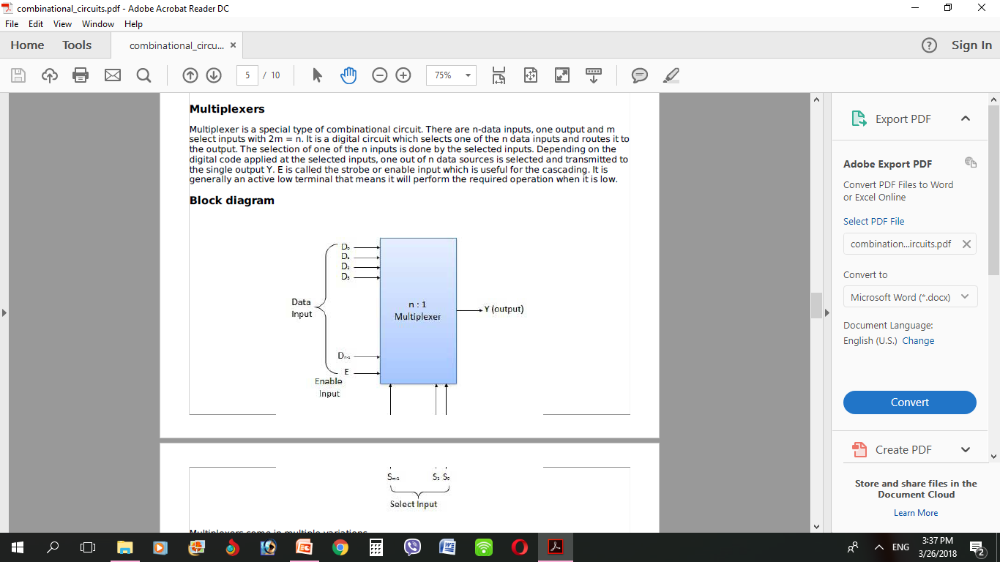 combinational_circuits.pdf - Adobe Acrobat Reader DC
File Edit View Window Help
Home Tools combinational_circu... × ? Sign In
5 / 10 75%
Multiplexers
Multiplexer is a special type of combinational circuit. There are n-data inputs, one output and m
select inputs with 2m = n. It is a digital circuit which selects one of the n data inputs and routes it to
the output. The selection of one of the n inputs is done by the selected inputs. Depending on the
digital code applied at the selected inputs, one out of n data sources is selected and transmitted to
the single output Y. E is called the strobe or enable input which is useful for the cascading. It is
generally an active low terminal that means it will perform the required operation when it is low.
Block diagram
D₀
D₁
D₂
D₃
Data
Input
n : 1
Multiplexer
Y (output)
Dₙ₋₁
E
Enable
Input
Sₘ₋₁ S₁ S₀
Select Input
Multiplexers come in multiple variations
Export PDF
Adobe Export PDF
Convert PDF Files to Word
or Excel Online
Select PDF File
combination...ircuits.pdf
Convert to
Microsoft Word (*.docx)
Document Language:
English (U.S.) Change
Convert
Create PDF
Store and share files in the
Document Cloud
Learn More
ENG
3:37 PM
3/26/2018
2